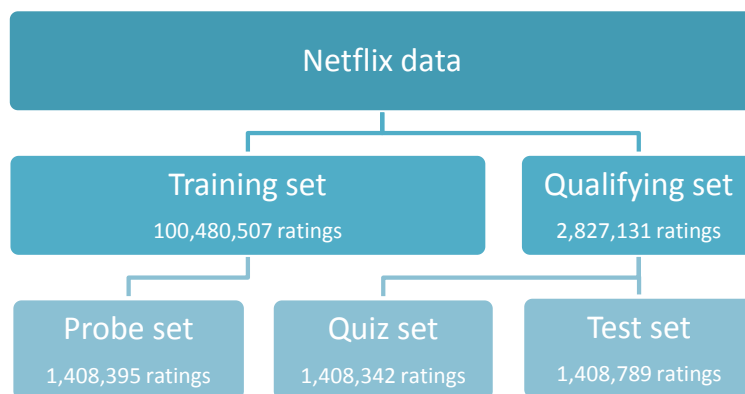 Netflix data
Training set
100,480,507 ratings
Qualifying set
2,827,131 ratings
Probe set
1,408,395 ratings
Quiz set
1,408,342 ratings
Test set
1,408,789 ratings